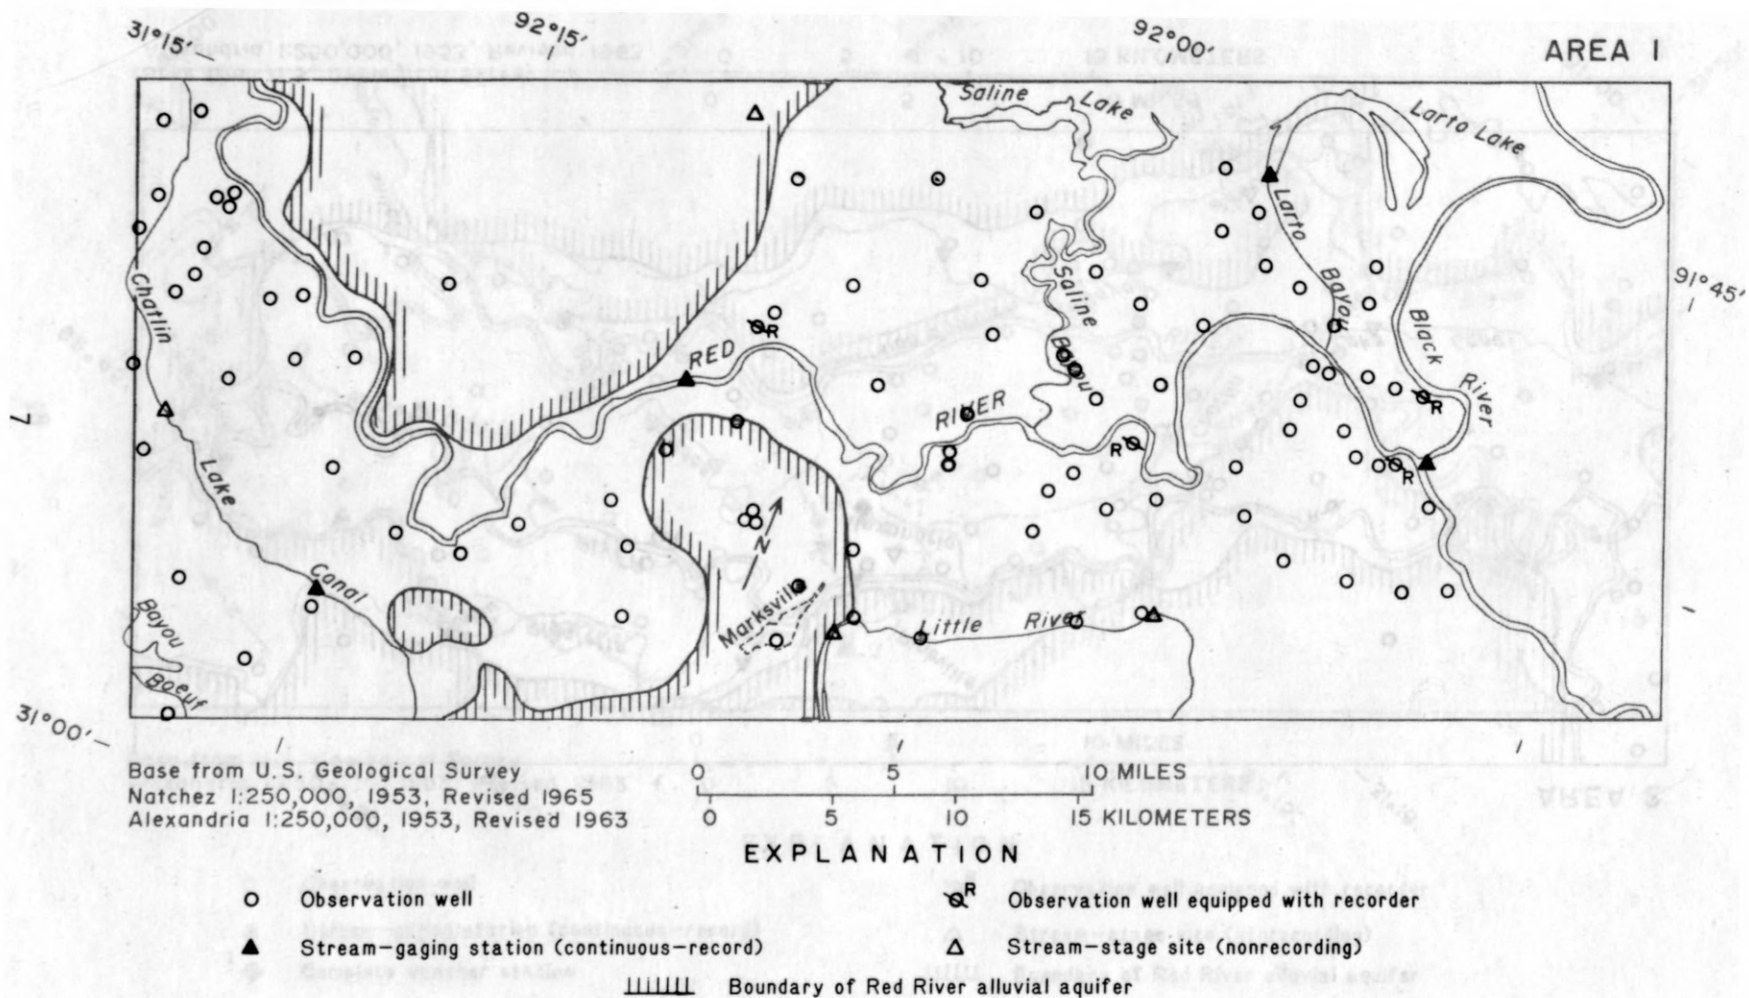 31°15'
92°15'
92°00'
AREA 1
Saline
Lake
Larto Lake
Larto
Bayou
Black
River
91°45'
Saline
Bayou
Chatlin
Lake
Canal
RED
RIVER
R
R
R
R
N
Marksville
Little River
Bayou
Boeuf
31°00'
7
Base from U.S. Geological Survey
Natchez 1:250,000, 1953, Revised 1965
Alexandria 1:250,000, 1953, Revised 1963
0 5 10 MILES
0 5 10 15 KILOMETERS
EXPLANATION
Observation well
R Observation well equipped with recorder
Stream-gaging station (continuous-record)
Stream-stage site (nonrecording)
Boundary of Red River alluvial aquifer